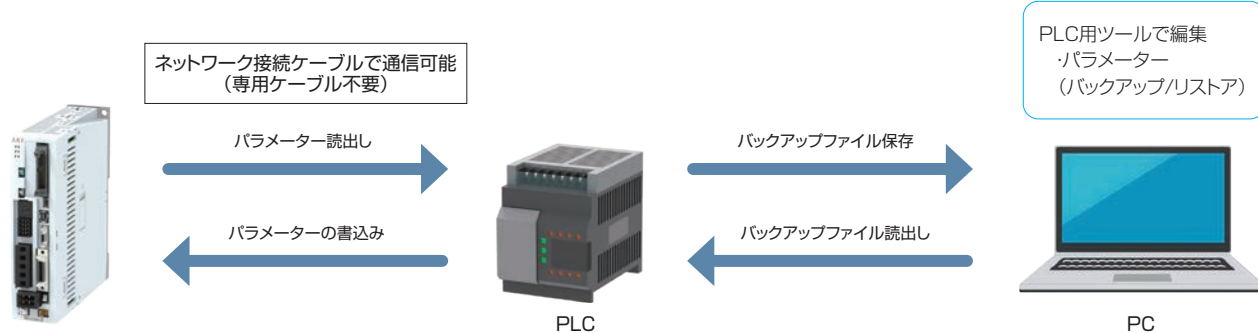 PLC用ツールで編集
・パラメーター
（バックアップ/リストア）
ネットワーク接続ケーブルで通信可能
（専用ケーブル不要）
パラメーター読出し
バックアップファイル保存
パラメーターの書込み
バックアップファイル読出し
PLC
PC